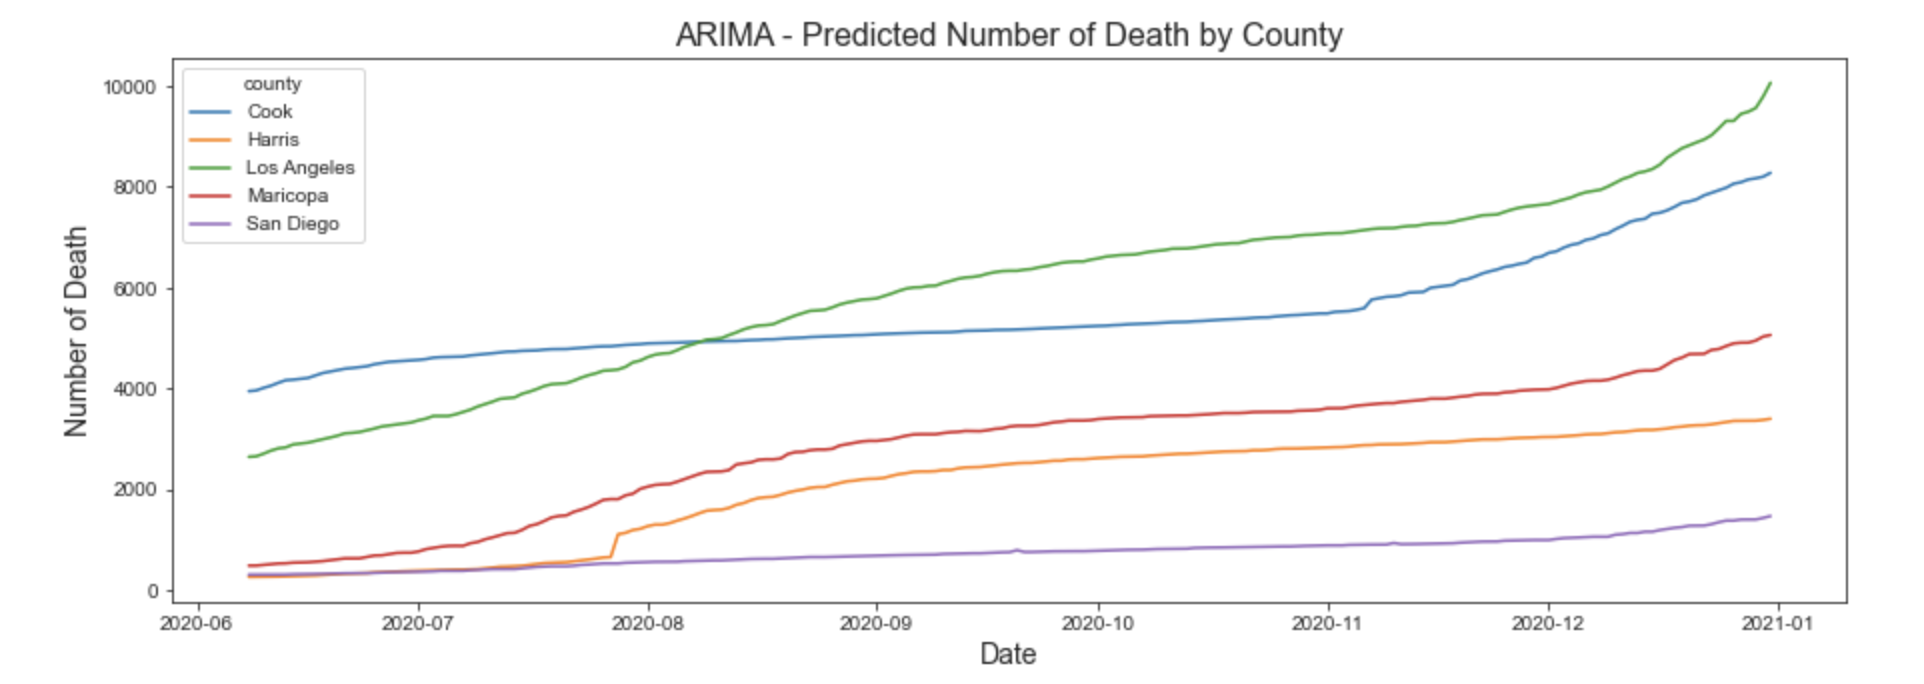 ARIMA - Predicted Number of Death by County
county
Cook
Harris
Los Angeles
Maricopa
San Diego
Number of Death
10000
8000
6000
4000
2000
0
2020-06 2020-07 2020-08 2020-09 2020-10 2020-11 2020-12 2021-01
Date